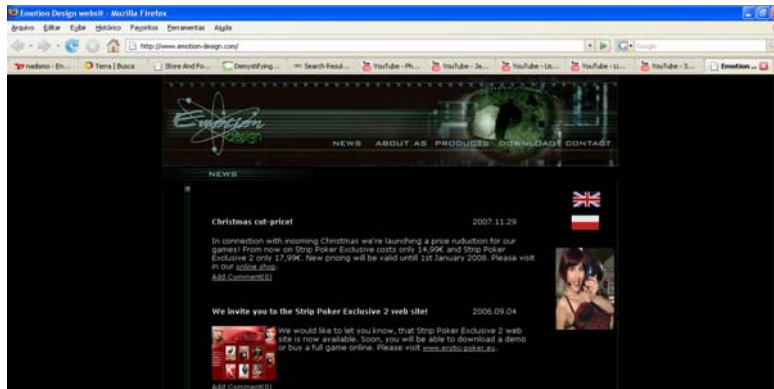 Emotion Design websit - Mozilla Firefox
Arquivo Editar Exibir Histórico Favoritos Ferramentas Ajuda
http://www.emotion-design.com/
Google
nadismo - En... Terra | Busca Store And Fo... Demystifying... Search Resul... YouTube - Ph... YouTube - Ja... YouTube - Us... YouTube - Li... YouTube - S... Emotion ...
Emotion
design
NEWS ABOUT AS PRODUCTS DOWNLOADT CONTACT
NEWS
Christmas cut-price! 2007.11.29
In connection with incoming Christmas we're launching a price ruduction for our
games! From now on Strip Poker Exclusive costs only 14,99€ and Strip Poker
Exclusive 2 only 17,99€. New pricing will be valid until 1st January 2008. Please visit
in our online shop.
Add Comment(0)
We invite you to the Strip Poker Exclusive 2 web site! 2006.09.04
We would like to let you know, that Strip Poker Exclusive 2 web
site is now available. Soon, you will be able to download a demo
or buy a full game online. Please visit www.erotic-poker.eu.
Add Comment(0)